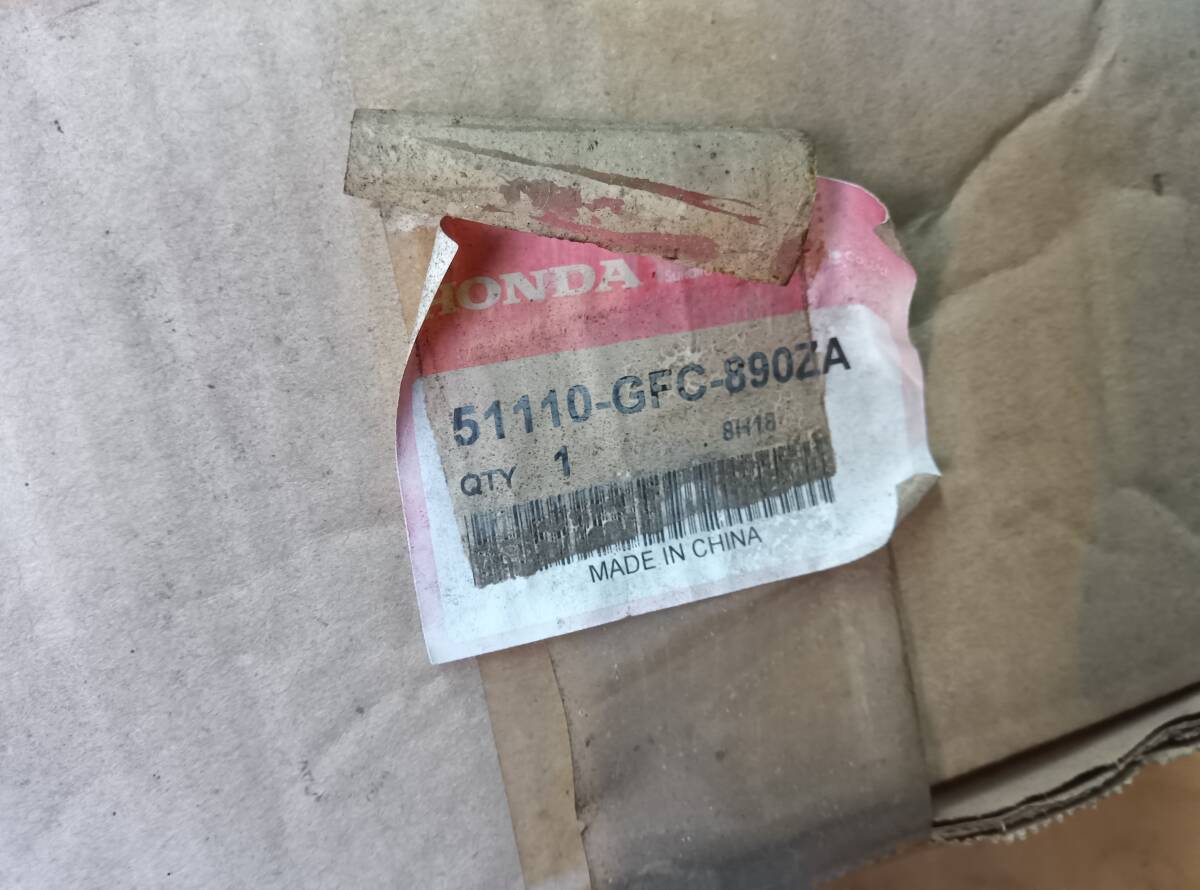 HONDA
51110-GFC-890ZA
8H18
QTY 1
MADE IN CHINA